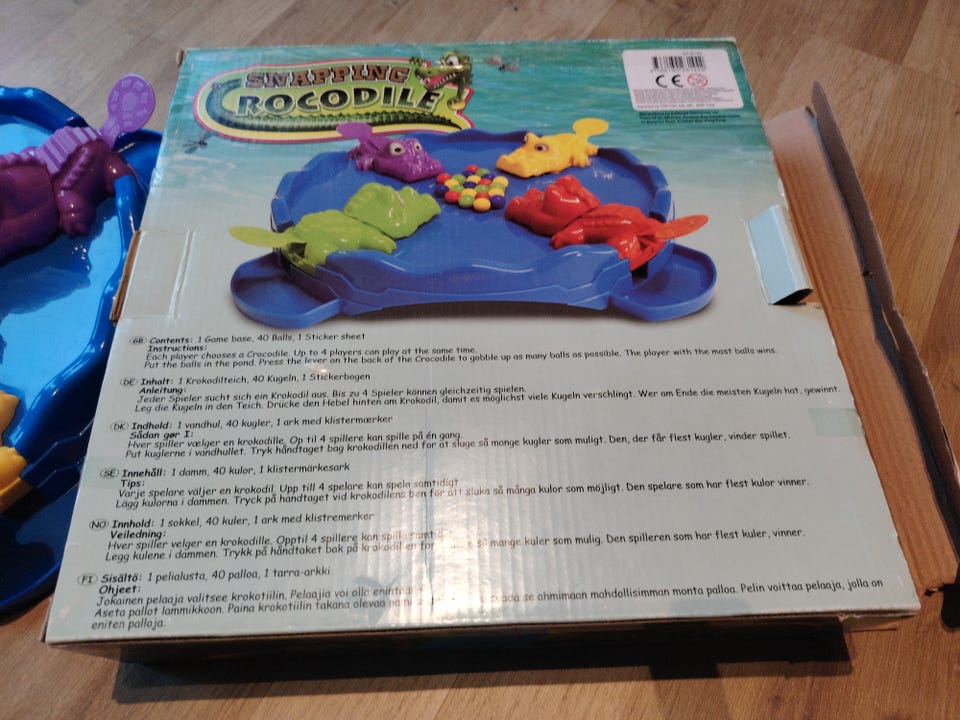 SNAPPING
CROCODILE
CE
GB Contents: 1 Game base, 40 Balls, 1 Sticker sheet
Instructions:
Each player chooses a Crocodile. Up to 4 players can play at the same time.
Put the balls in the pond. Press the lever on the back of the Crocodile to gobble up as many balls as possible. The player with the most balls wins.
DE Inhalt: 1 Krokodilteich, 40 Kugeln, 1 Stickerbogen
Anleitung:
Jeder Spieler sucht sich ein Krokodil aus. Bis zu 4 Spieler können gleichzeitig spielen.
Leg die Kugeln in den Teich. Drücke den Hebel hinten am Krokodil, damit es möglichst viele Kugeln verschlingt. Wer am Ende die meisten Kugeln hat, gewinnt.
DK Indhold: 1 vandhul, 40 kugler, 1 ark med klistermærker
Sådan gør I:
Hver spiller vælger en krokodille. Op til 4 spillere kan spille på én gang.
Put kuglerne i vandhullet. Tryk håndtaget bag krokodillen ned for at sluge så mange kugler som muligt. Den, der får flest kugler, vinder spillet.
SE Innehåll: 1 damm, 40 kulor, 1 klistermärkesark
Tips:
Varje spelare väljer en krokodil. Upp till 4 spelare kan spela samtidigt
Lägg kulorna i dammen. Tryck på handtaget vid krokodilens ben för att sluka så många kulor som möjligt. Den spelare som har flest kulor vinner.
NO Innhold: 1 sokkel, 40 kuler, 1 ark med klistremerker
Veiledning:
Hver spiller velger en krokodille. Opptil 4 spillere kan spille
Legg kulene i dammen. Trykk på håndtaket bak på krokodillen for så mange kuler som mulig. Den spilleren som har flest kuler, vinner.
FI Sisältö: 1 pelialusta, 40 palloa, 1 tarra-arkki
Ohjeet:
Jokainen pelaaja valitsee krokotiilin. Pelaajia voi olla
Aseta pallot lammikkoon. Paina krokotiilin takana olevaa se ahmimaan mahdollisimman monta palloa. Pelin voittaa pelaaja, jolla on
eniten palloja.